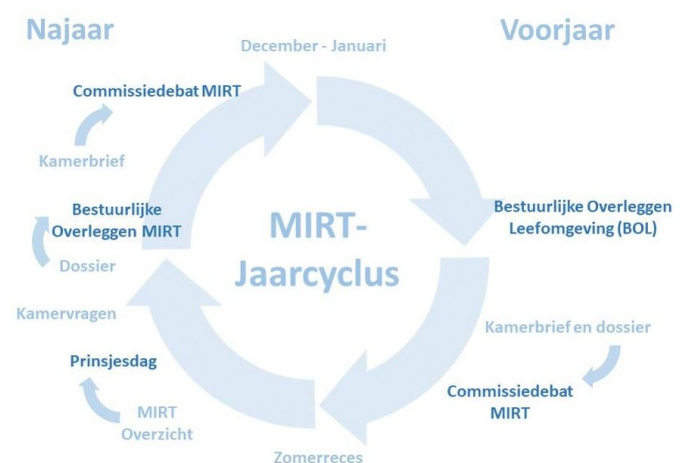 Najaar
Voorjaar
December - Januari
Commissiedebat MIRT
Kamerbrief
Bestuurlijke
Overleggen MIRT
Dossier
Kamervragen
Prinsjesdag
MIRT
Overzicht
MIRT-
Jaarcyclus
Bestuurlijke Overleggen
Leefomgeving (BOL)
Kamerbrief en dossier
Commissiedebat
MIRT
Zomerreces